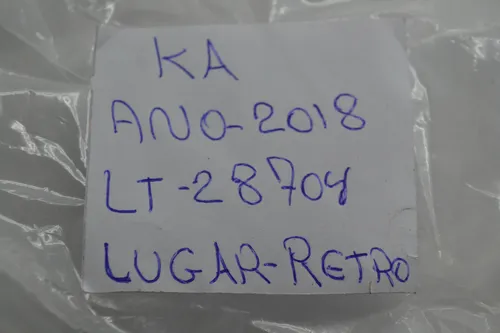 KA
ANO-2018
LT-28704
LUGAR-RETRO